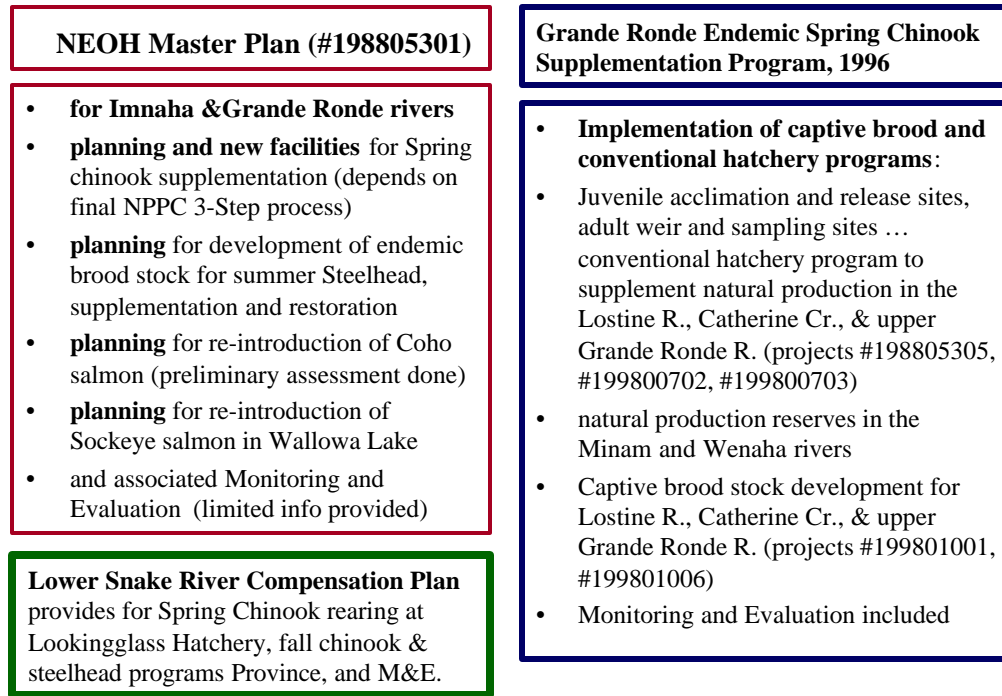 NEOH Master Plan (#198805301)
• for Imnaha &Grande Ronde rivers
• planning and new facilities for Spring
chinook supplementation (depends on
final NPPC 3-Step process)
• planning for development of endemic
brood stock for summer Steelhead,
supplementation and restoration
• planning for re-introduction of Coho
salmon (preliminary assessment done)
• planning for re-introduction of
Sockeye salmon in Wallowa Lake
• and associated Monitoring and
Evaluation (limited info provided)
Lower Snake River Compensation Plan
provides for Spring Chinook rearing at
Lookingglass Hatchery, fall chinook &
steelhead programs Province, and M&E.
Grande Ronde Endemic Spring Chinook
Supplementation Program, 1996
• Implementation of captive brood and
conventional hatchery programs:
• Juvenile acclimation and release sites,
adult weir and sampling sites …
conventional hatchery program to
supplement natural production in the
Lostine R., Catherine Cr., & upper
Grande Ronde R. (projects #198805305,
#199800702, #199800703)
• natural production reserves in the
Minam and Wenaha rivers
• Captive brood stock development for
Lostine R., Catherine Cr., & upper
Grande Ronde R. (projects #199801001,
#199801006)
• Monitoring and Evaluation included